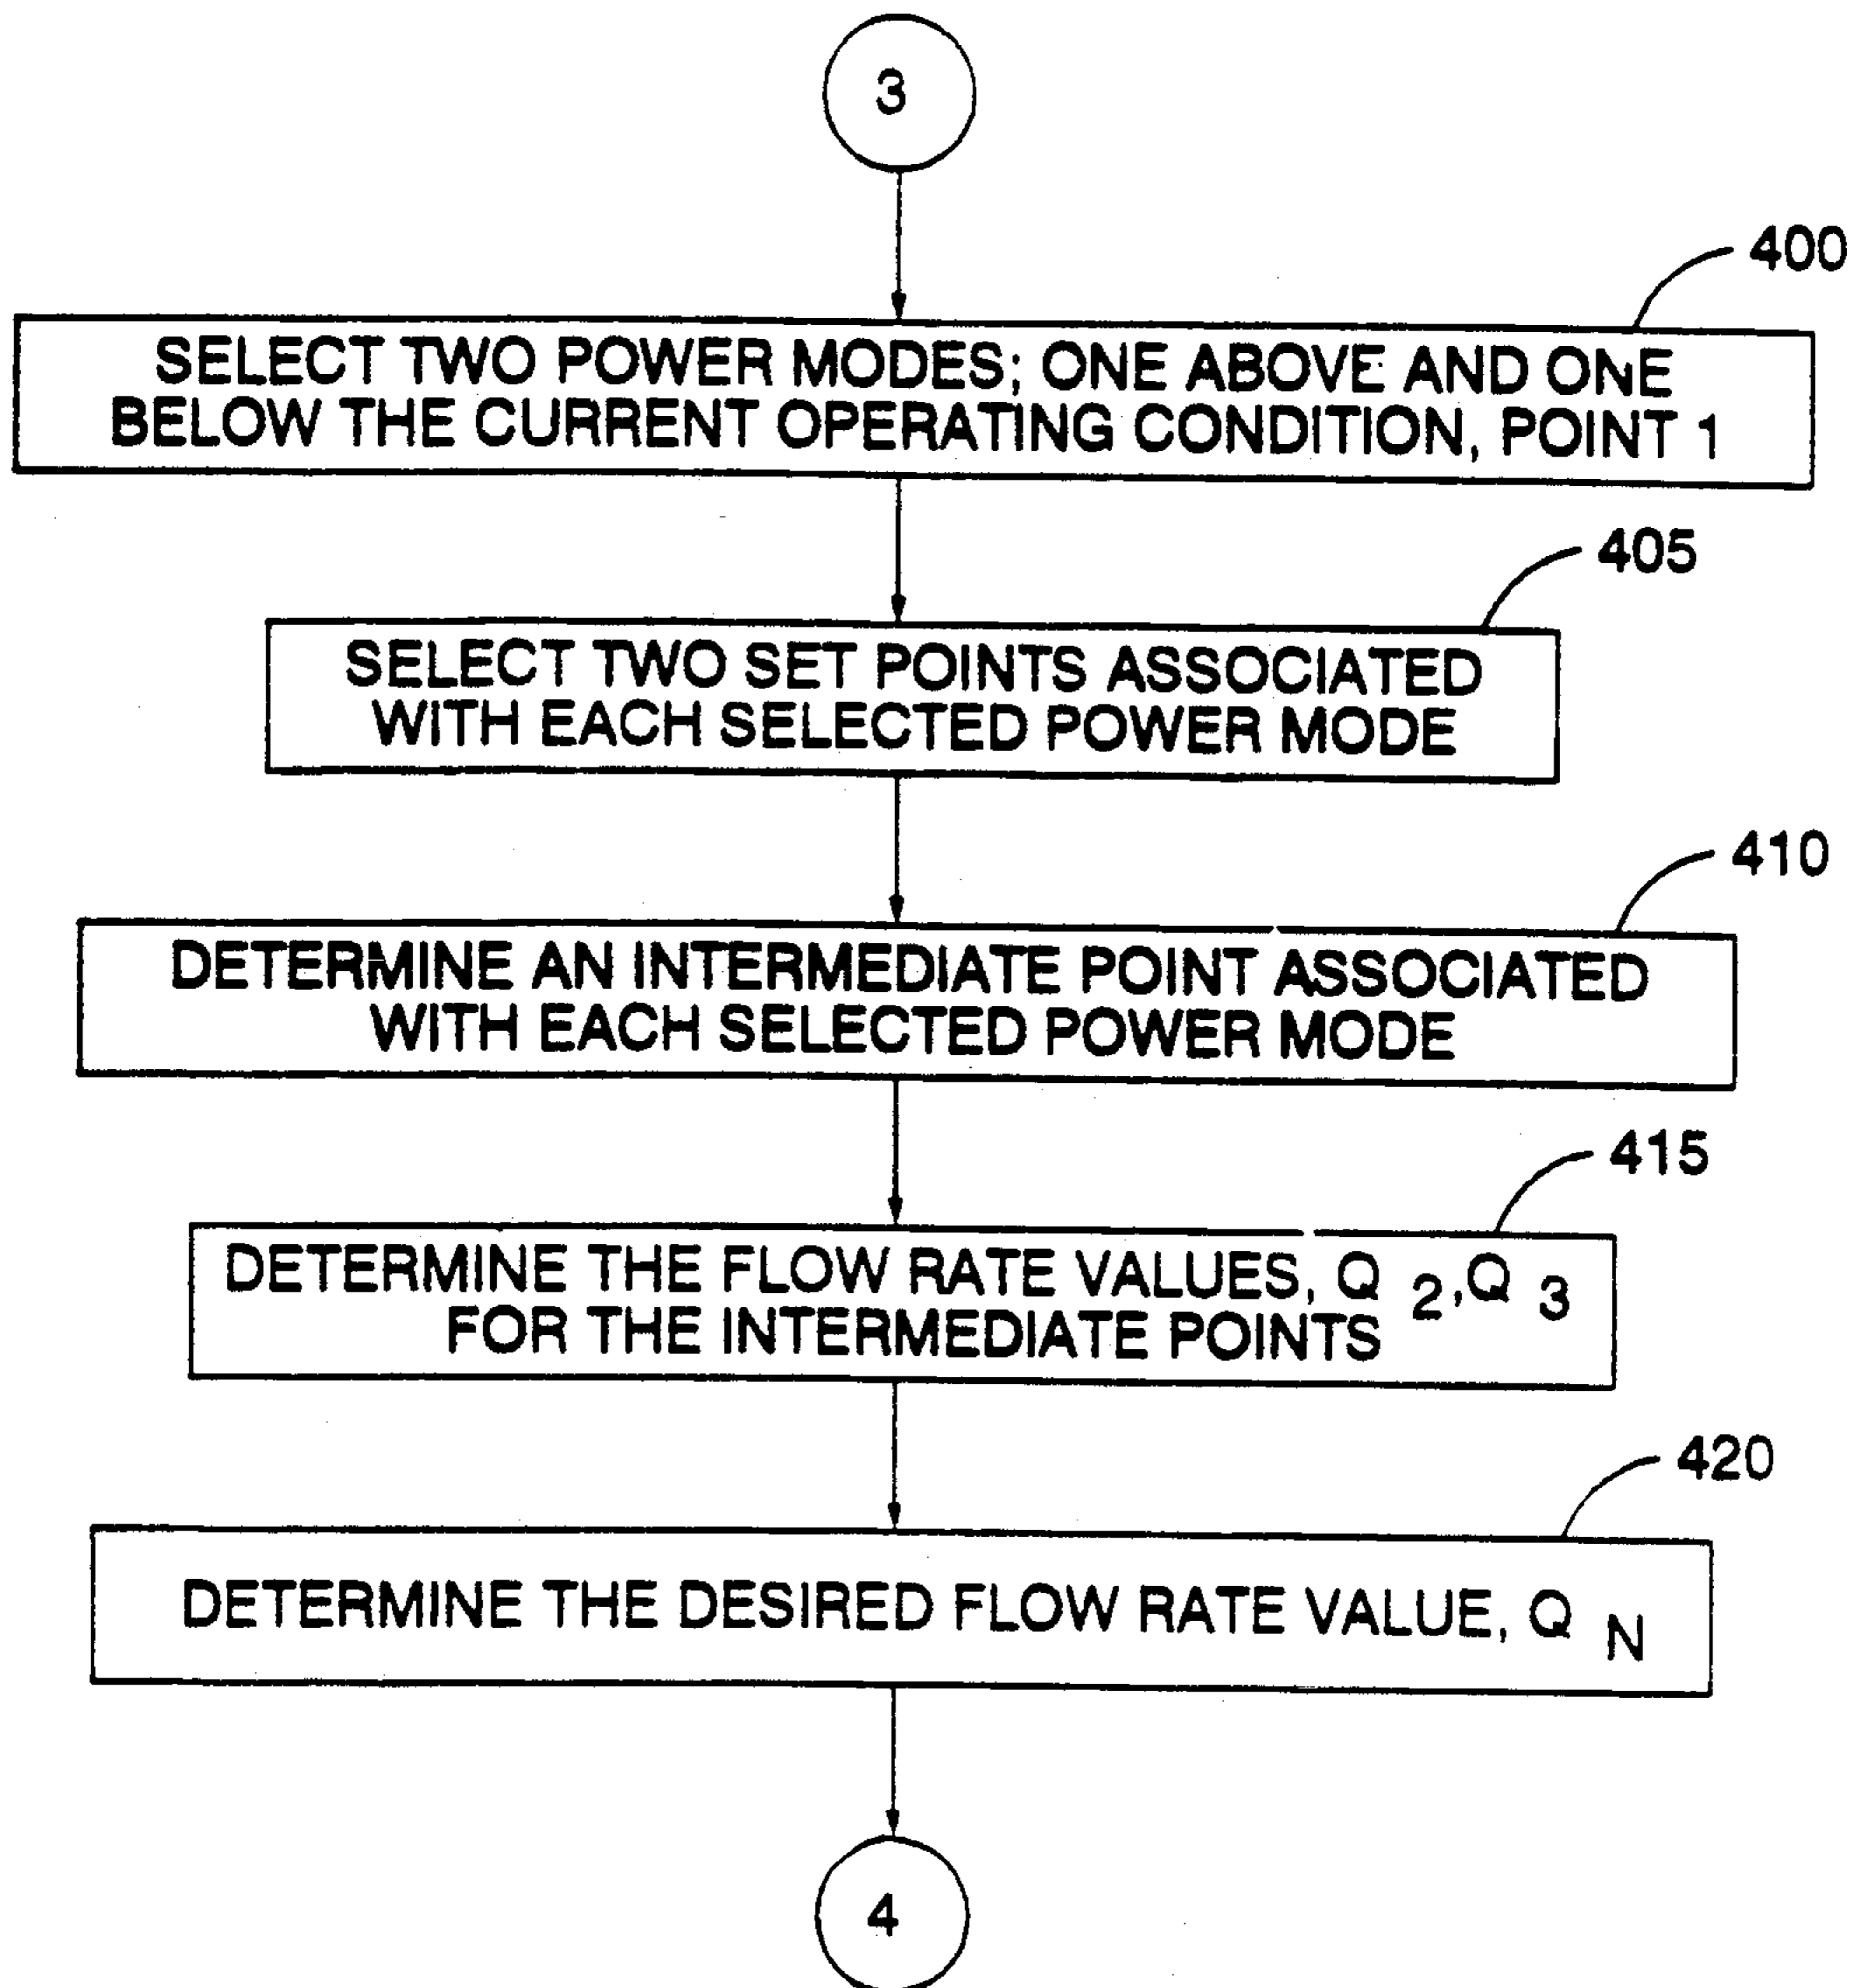 3
400
SELECT TWO POWER MODES; ONE ABOVE AND ONE
BELOW THE CURRENT OPERATING CONDITION, POINT 1
405
SELECT TWO SET POINTS ASSOCIATED
WITH EACH SELECTED POWER MODE
410
DETERMINE AN INTERMEDIATE POINT ASSOCIATED
WITH EACH SELECTED POWER MODE
415
DETERMINE THE FLOW RATE VALUES, Q 2,Q 3
FOR THE INTERMEDIATE POINTS
420
DETERMINE THE DESIRED FLOW RATE VALUE, Q N
4